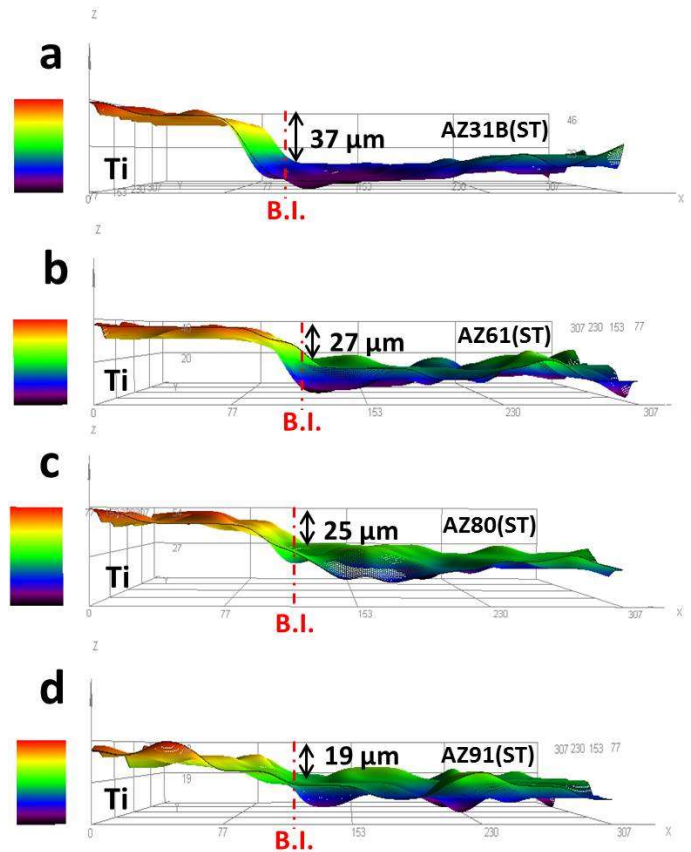 a
Z
37 µm
AZ31B(ST)
46
Ti
Y
0
77
153
230
307
X
B.I.
b
Z
40
27 µm
AZ61(ST)
307 230 153 77
20
Ti
Y
0
77
153
230
307
B.I.
c
Z
54
25 µm
AZ80(ST)
27
Ti
Y
0
77
153
230
307
X
B.I.
d
Z
19 µm
AZ91(ST)
307 230 153 77
19
Ti
Y
0
77
153
230
307
X
B.I.